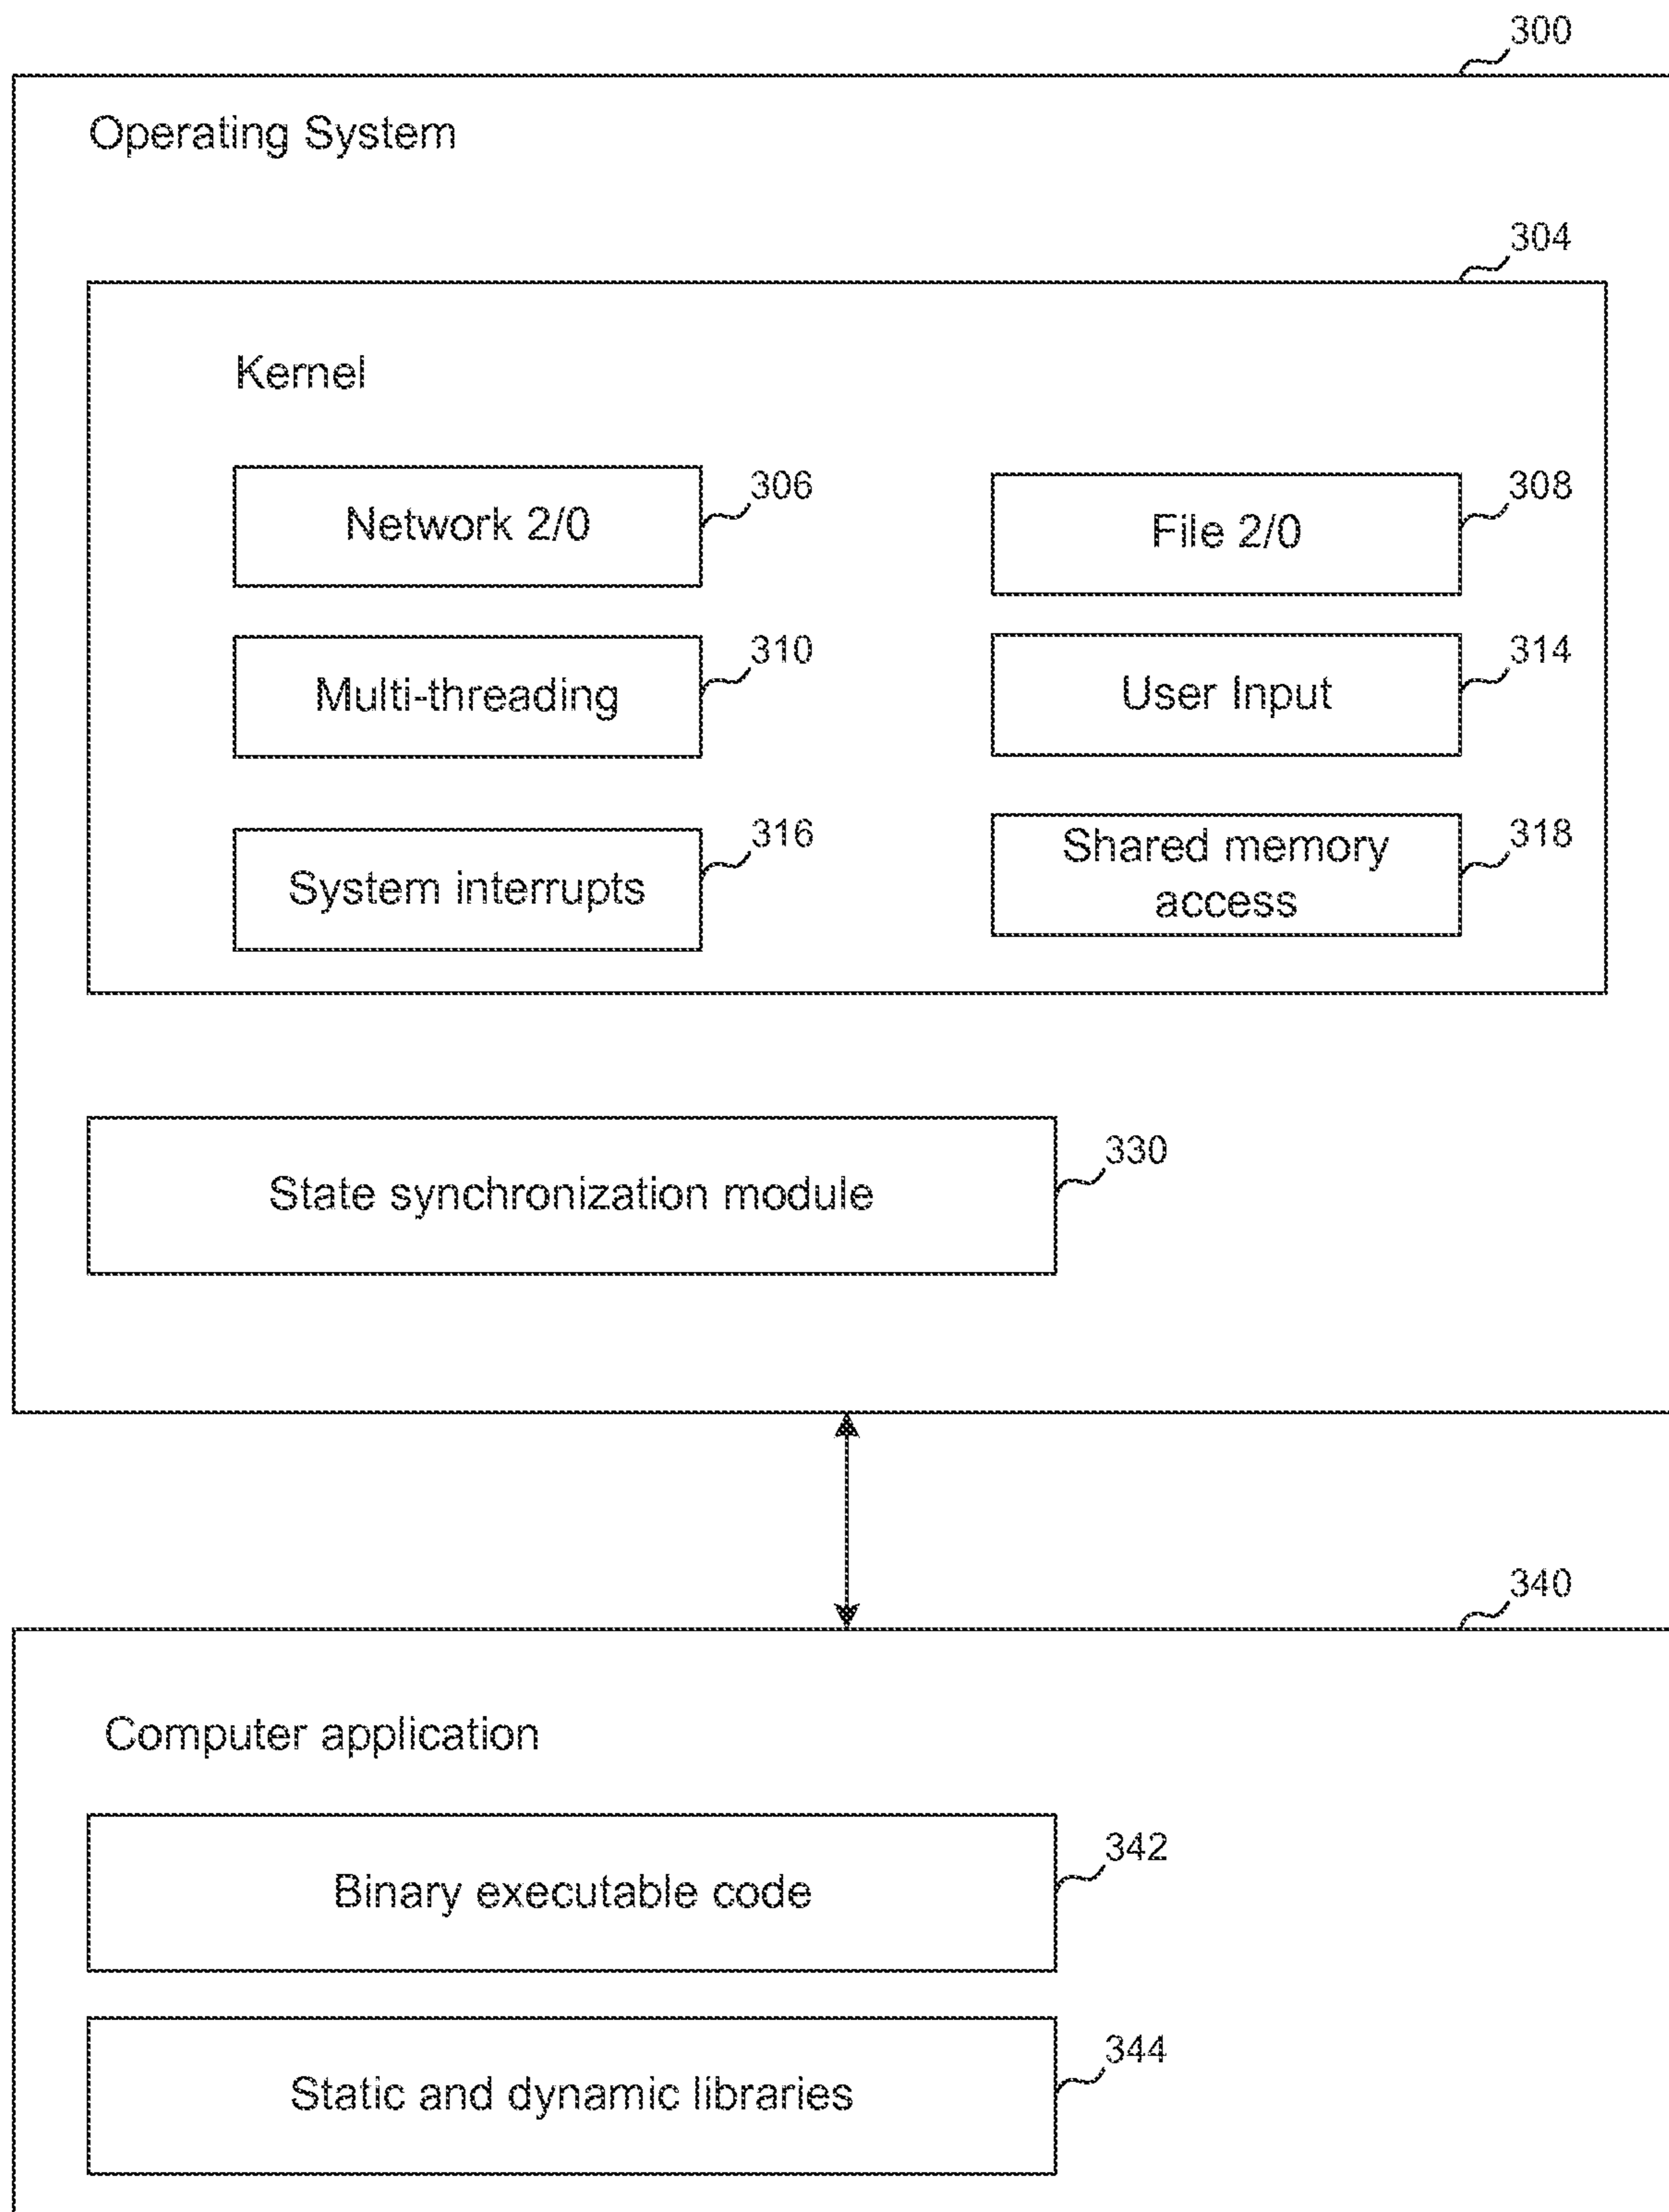 300
Operating System
304
Kernel
Network 2/0
306
File 2/0
308
Multi-threading
310
User Input
314
System interrupts
316
Shared memory
access
318
State synchronization module
330
340
Computer application
Binary executable code
342
Static and dynamic libraries
344